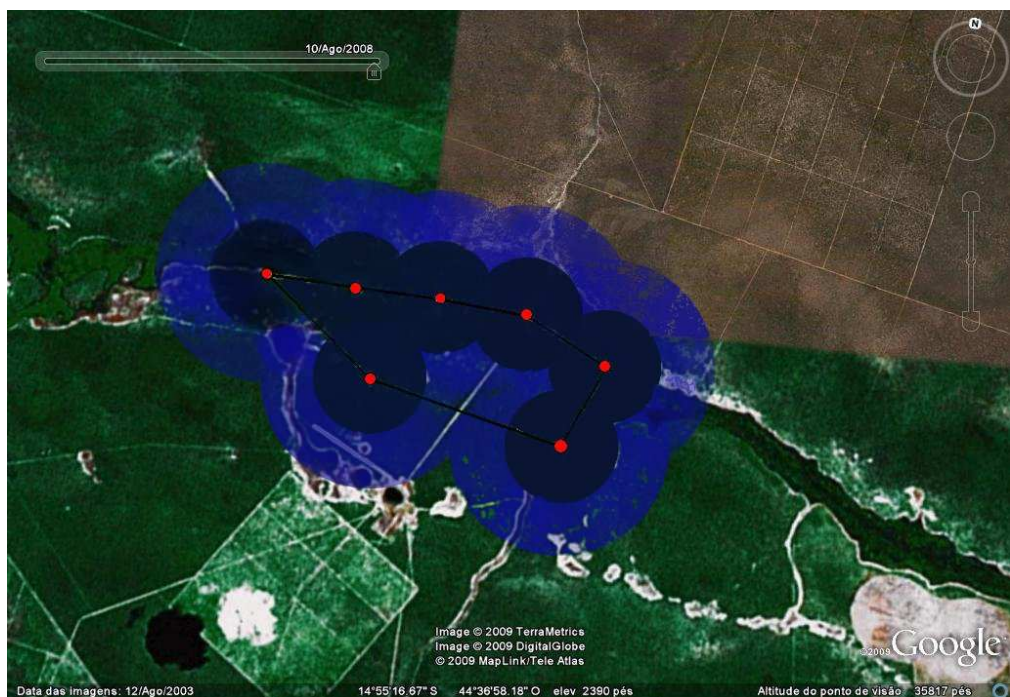 10/Ago/2008
N
Image © 2009 TerraMetrics
Image © 2009 DigitalGlobe
© 2009 MapLink/Tele Atlas
©2009 Google
Data das imagens: 12/Ago/2003 14°55'16.67" S 44°36'58.18" O elev 2390 pés Altitude do ponto de visão 35817 pés